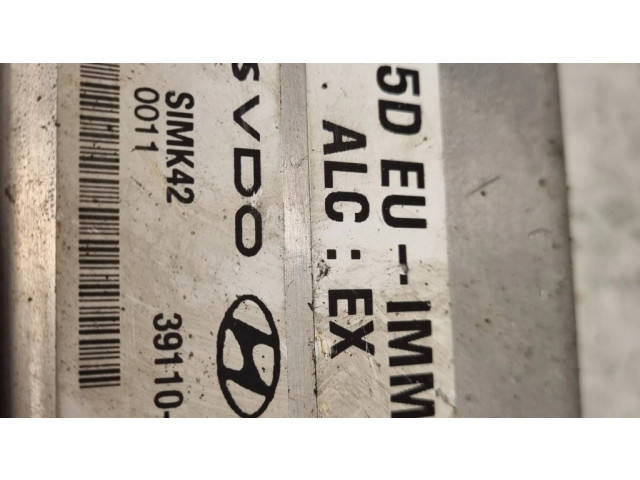 5D EU-IMM
ALC : EX
S VDO
SIMK42
0011
39110-